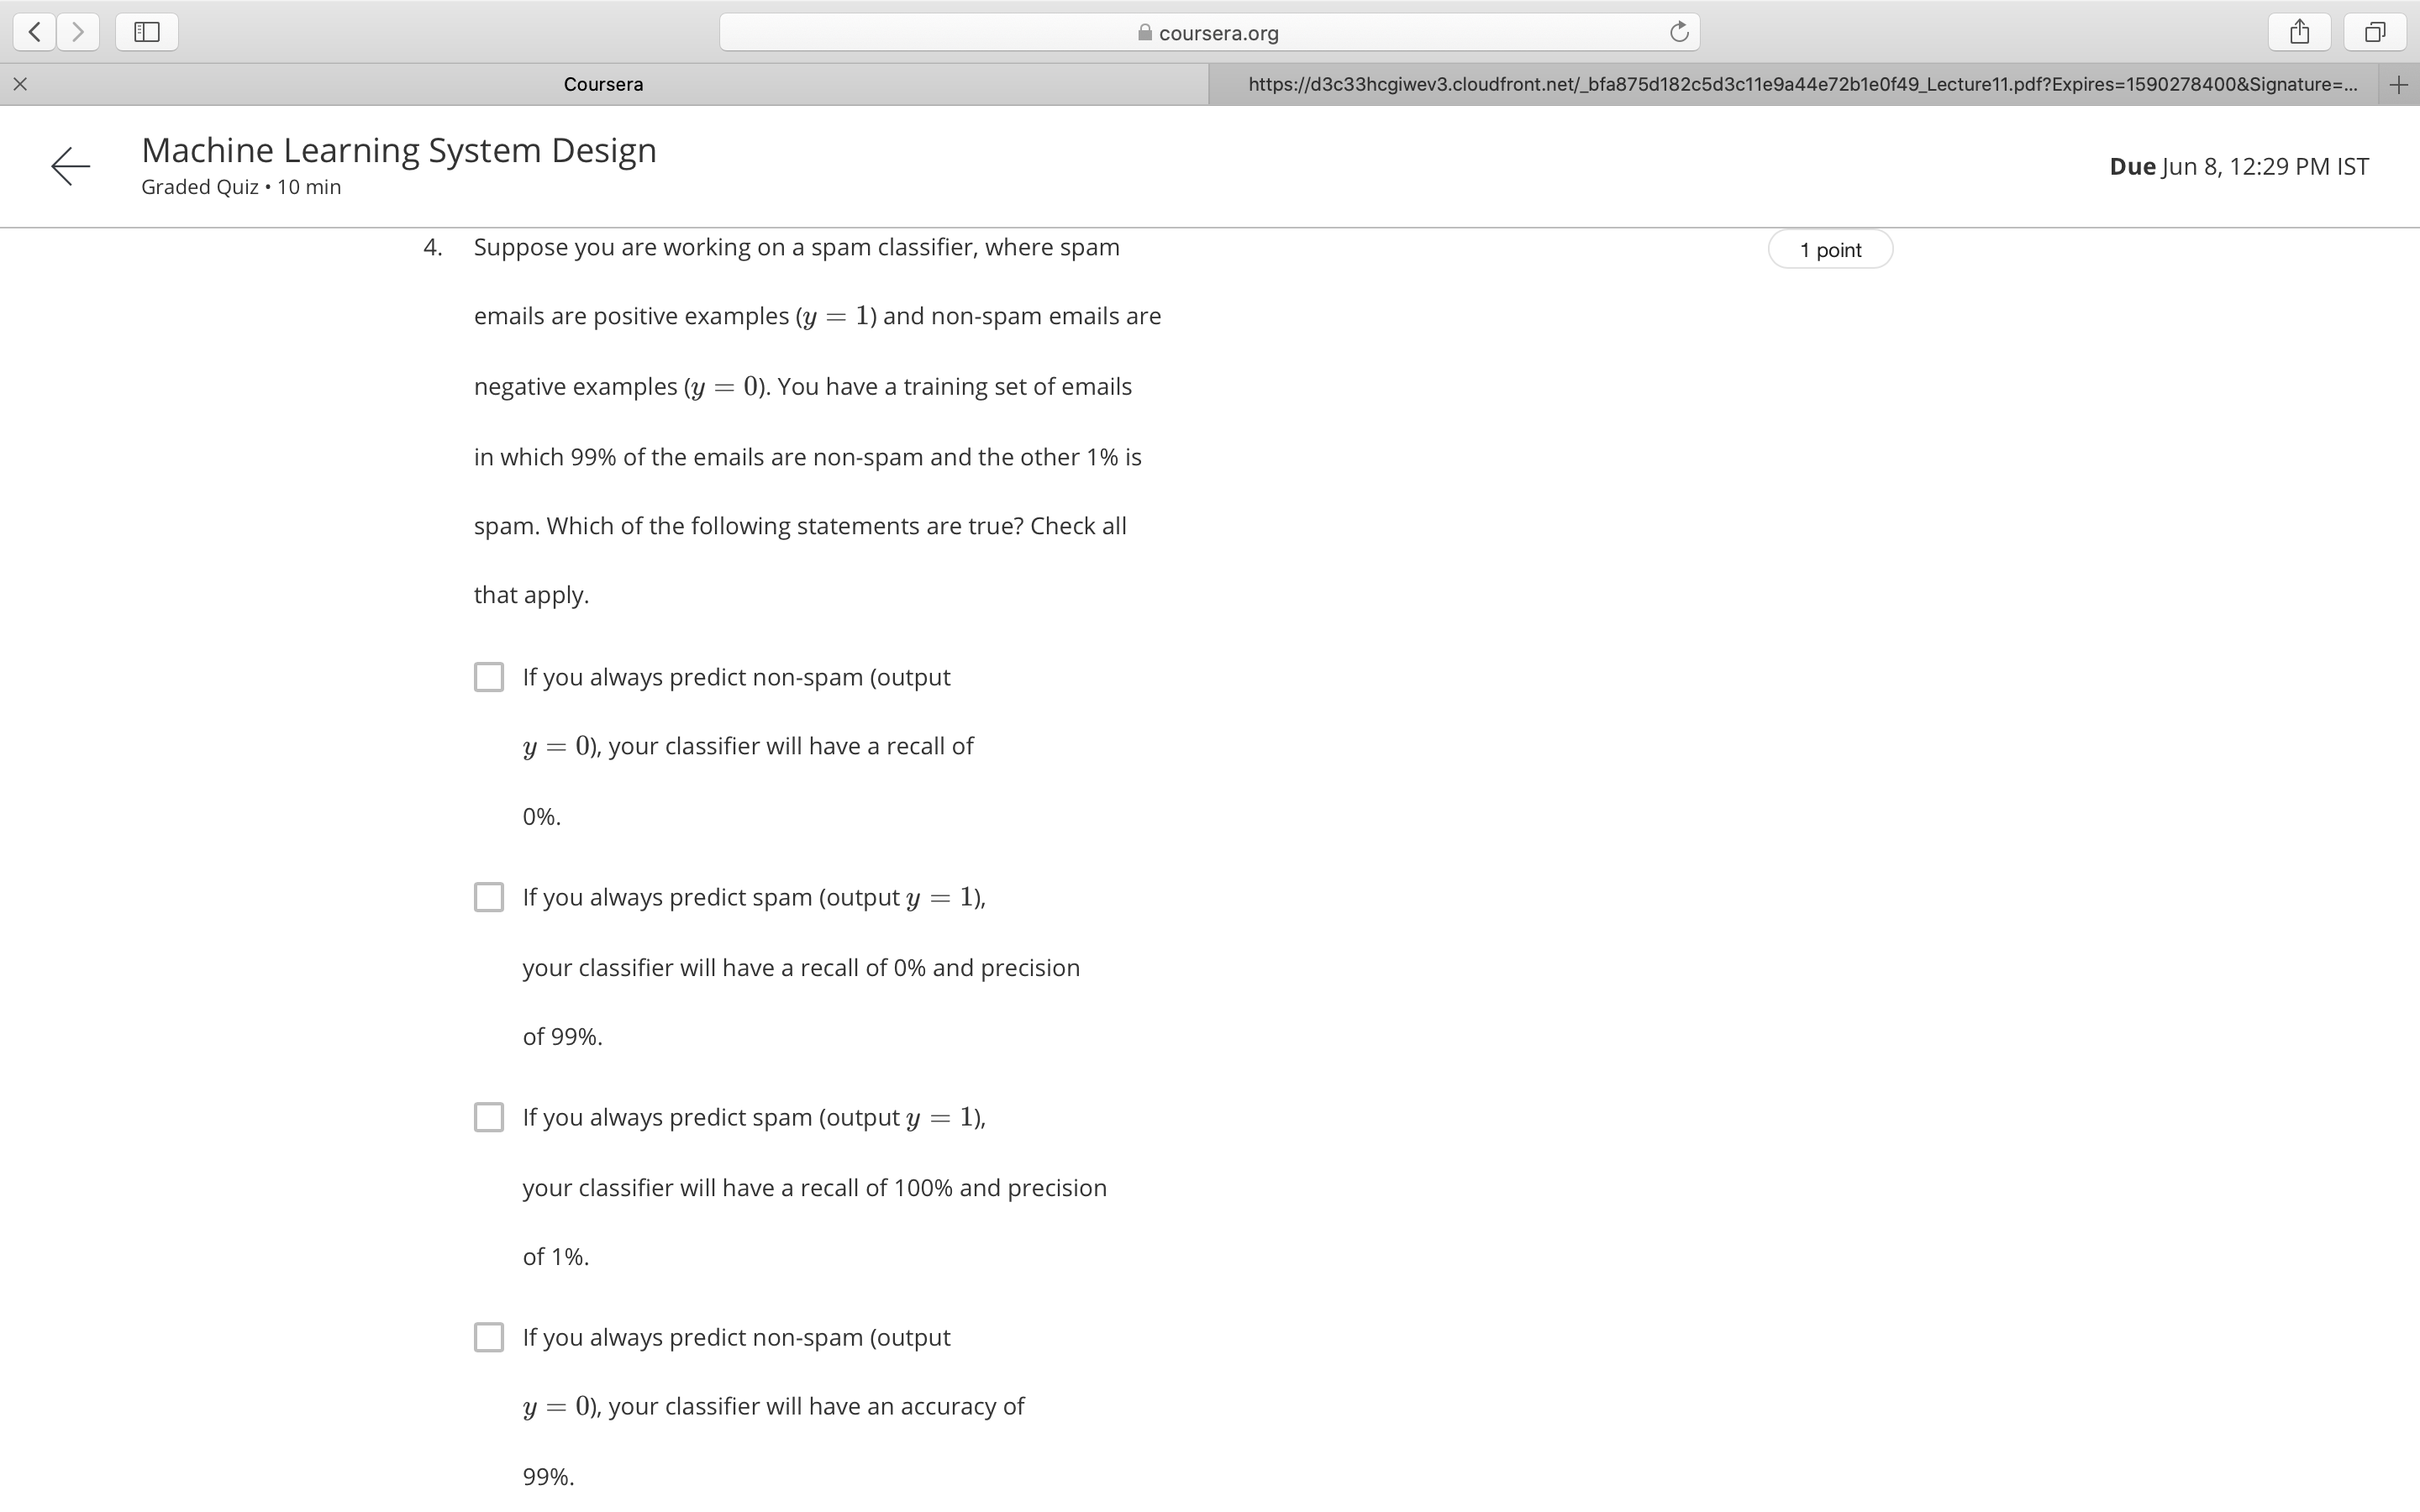 coursera.org
Coursera
https://d3c33hcgiwev3.cloudfront.net/_bfa875d182c5d3c11e9a44e72b1e0f49_Lecture11.pdf?Expires=1590278400&Signature=...
Machine Learning System Design
Graded Quiz • 10 min
Due Jun 8, 12:29 PM IST
4. Suppose you are working on a spam classifier, where spam
1 point
emails are positive examples (y = 1) and non-spam emails are
negative examples (y = 0). You have a training set of emails
in which 99% of the emails are non-spam and the other 1% is
spam. Which of the following statements are true? Check all
that apply.
If you always predict non-spam (output
y = 0), your classifier will have a recall of
0%.
If you always predict spam (output y = 1),
your classifier will have a recall of 0% and precision
of 99%.
If you always predict spam (output y = 1),
your classifier will have a recall of 100% and precision
of 1%.
If you always predict non-spam (output
y = 0), your classifier will have an accuracy of
99%.